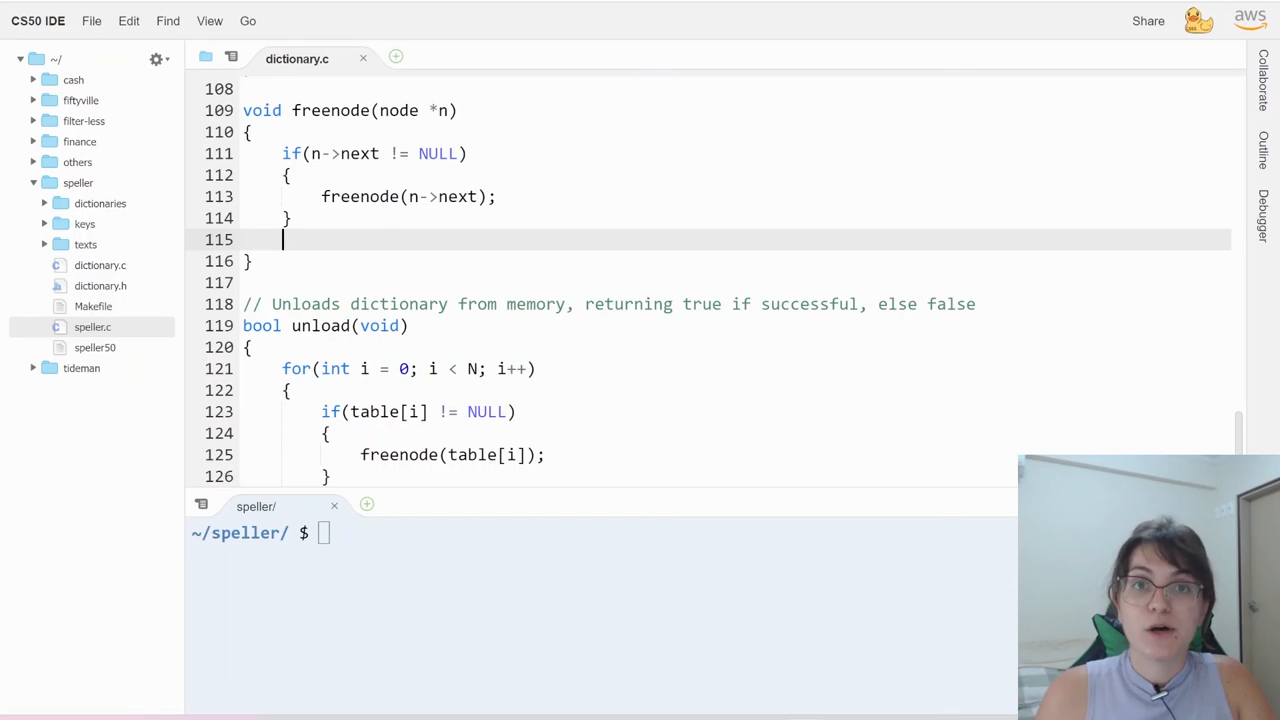 CS50 IDE File Edit Find View Go Share aws
~/
cash
fiftyville
filter-less
finance
others
speller
dictionaries
keys
texts
dictionary.c
dictionary.h
Makefile
speller.c
speller50
tideman
dictionary.c
108
109 void freenode(node *n)
110 {
111 if(n->next != NULL)
112 {
113 freenode(n->next);
114 }
115
116 }
117
118 // Unloads dictionary from memory, returning true if successful, else false
119 bool unload(void)
120 {
121 for(int i = 0; i < N; i++)
122 {
123 if(table[i] != NULL)
124 {
125 freenode(table[i]);
126 }
speller/
~/speller/ $
Collaborate
Outline
Debugger